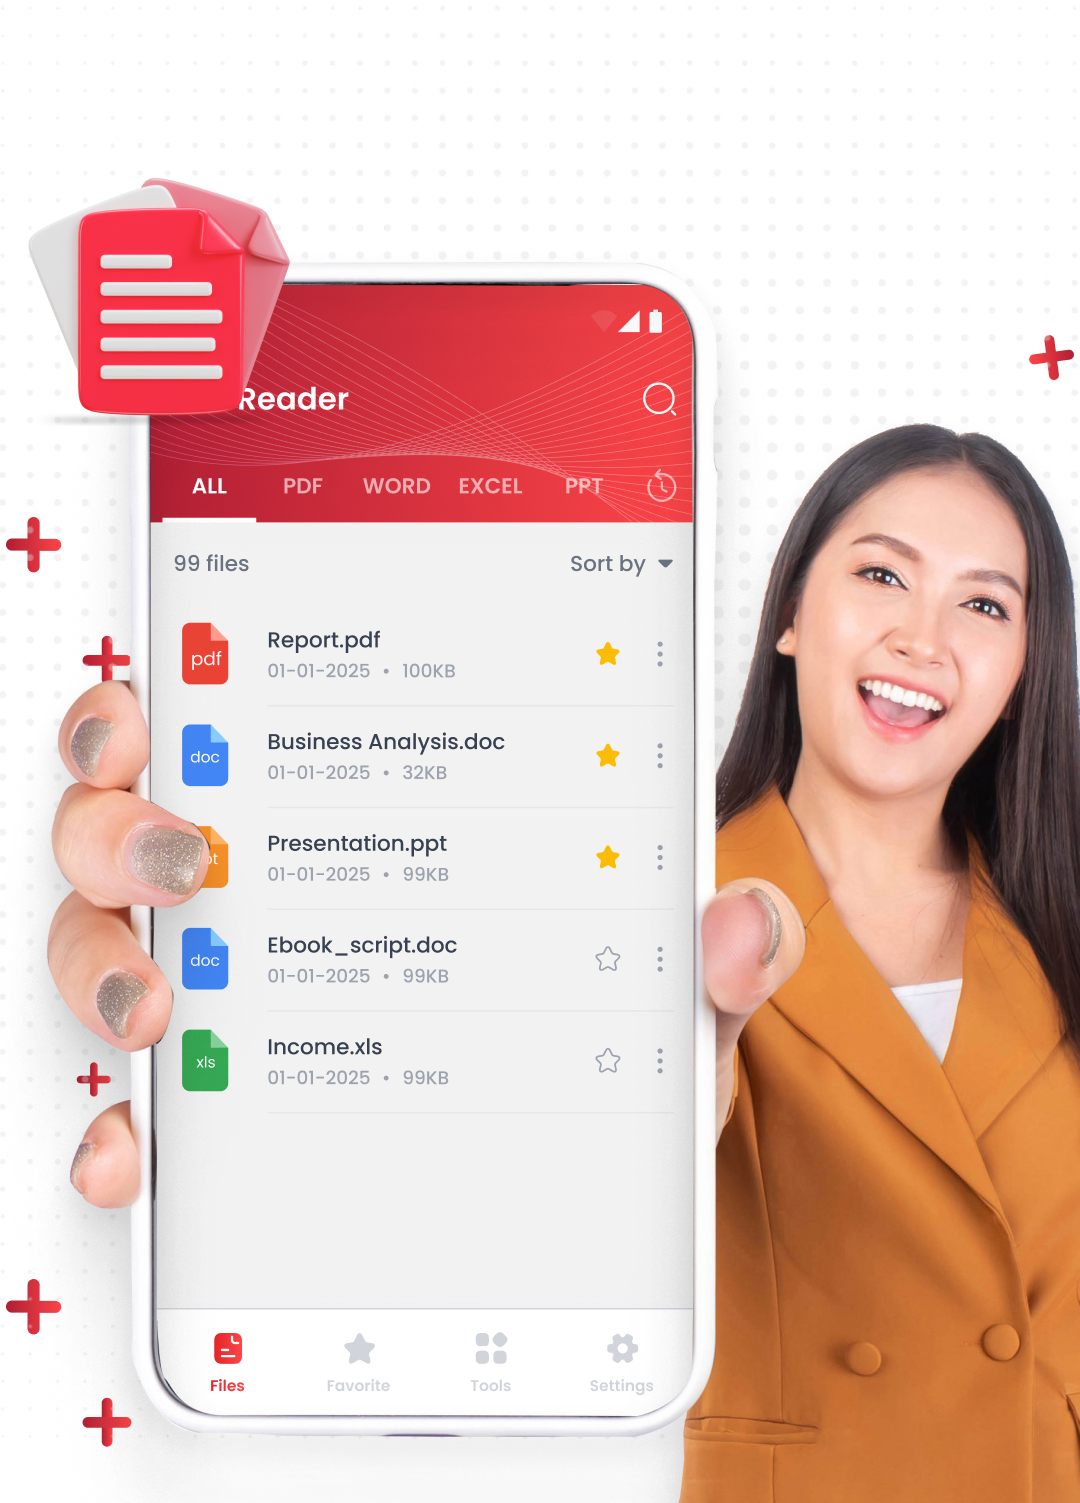 Reader
ALL PDF WORD EXCEL PPT
99 files Sort by
pdf Report.pdf
01-01-2025 • 100KB
doc Business Analysis.doc
01-01-2025 • 32KB
Presentation.ppt
01-01-2025 • 99KB
doc Ebook_script.doc
01-01-2025 • 99KB
xls Income.xls
01-01-2025 • 99KB
Files Favorite Tools Settings